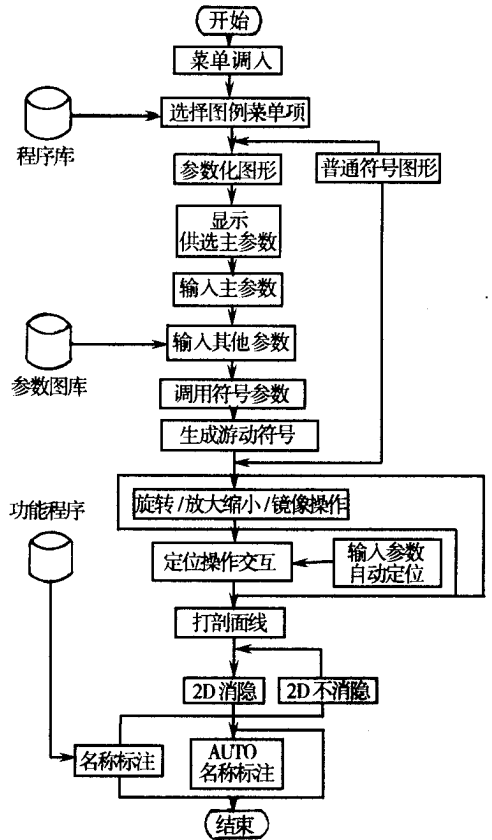 开始
菜单调入
选择图例菜单项
程序库
参数化图形
普通符号图形
显示
供选主参数
输入主参数
输入其他参数
参数图库
调用符号参数
生成游动符号
旋转/放大缩小/镜像操作
功能程序
定位操作交互
输入参数
自动定位
打剖面线
2D消隐
2D不消隐
名称标注
AUTO
名称标注
结束